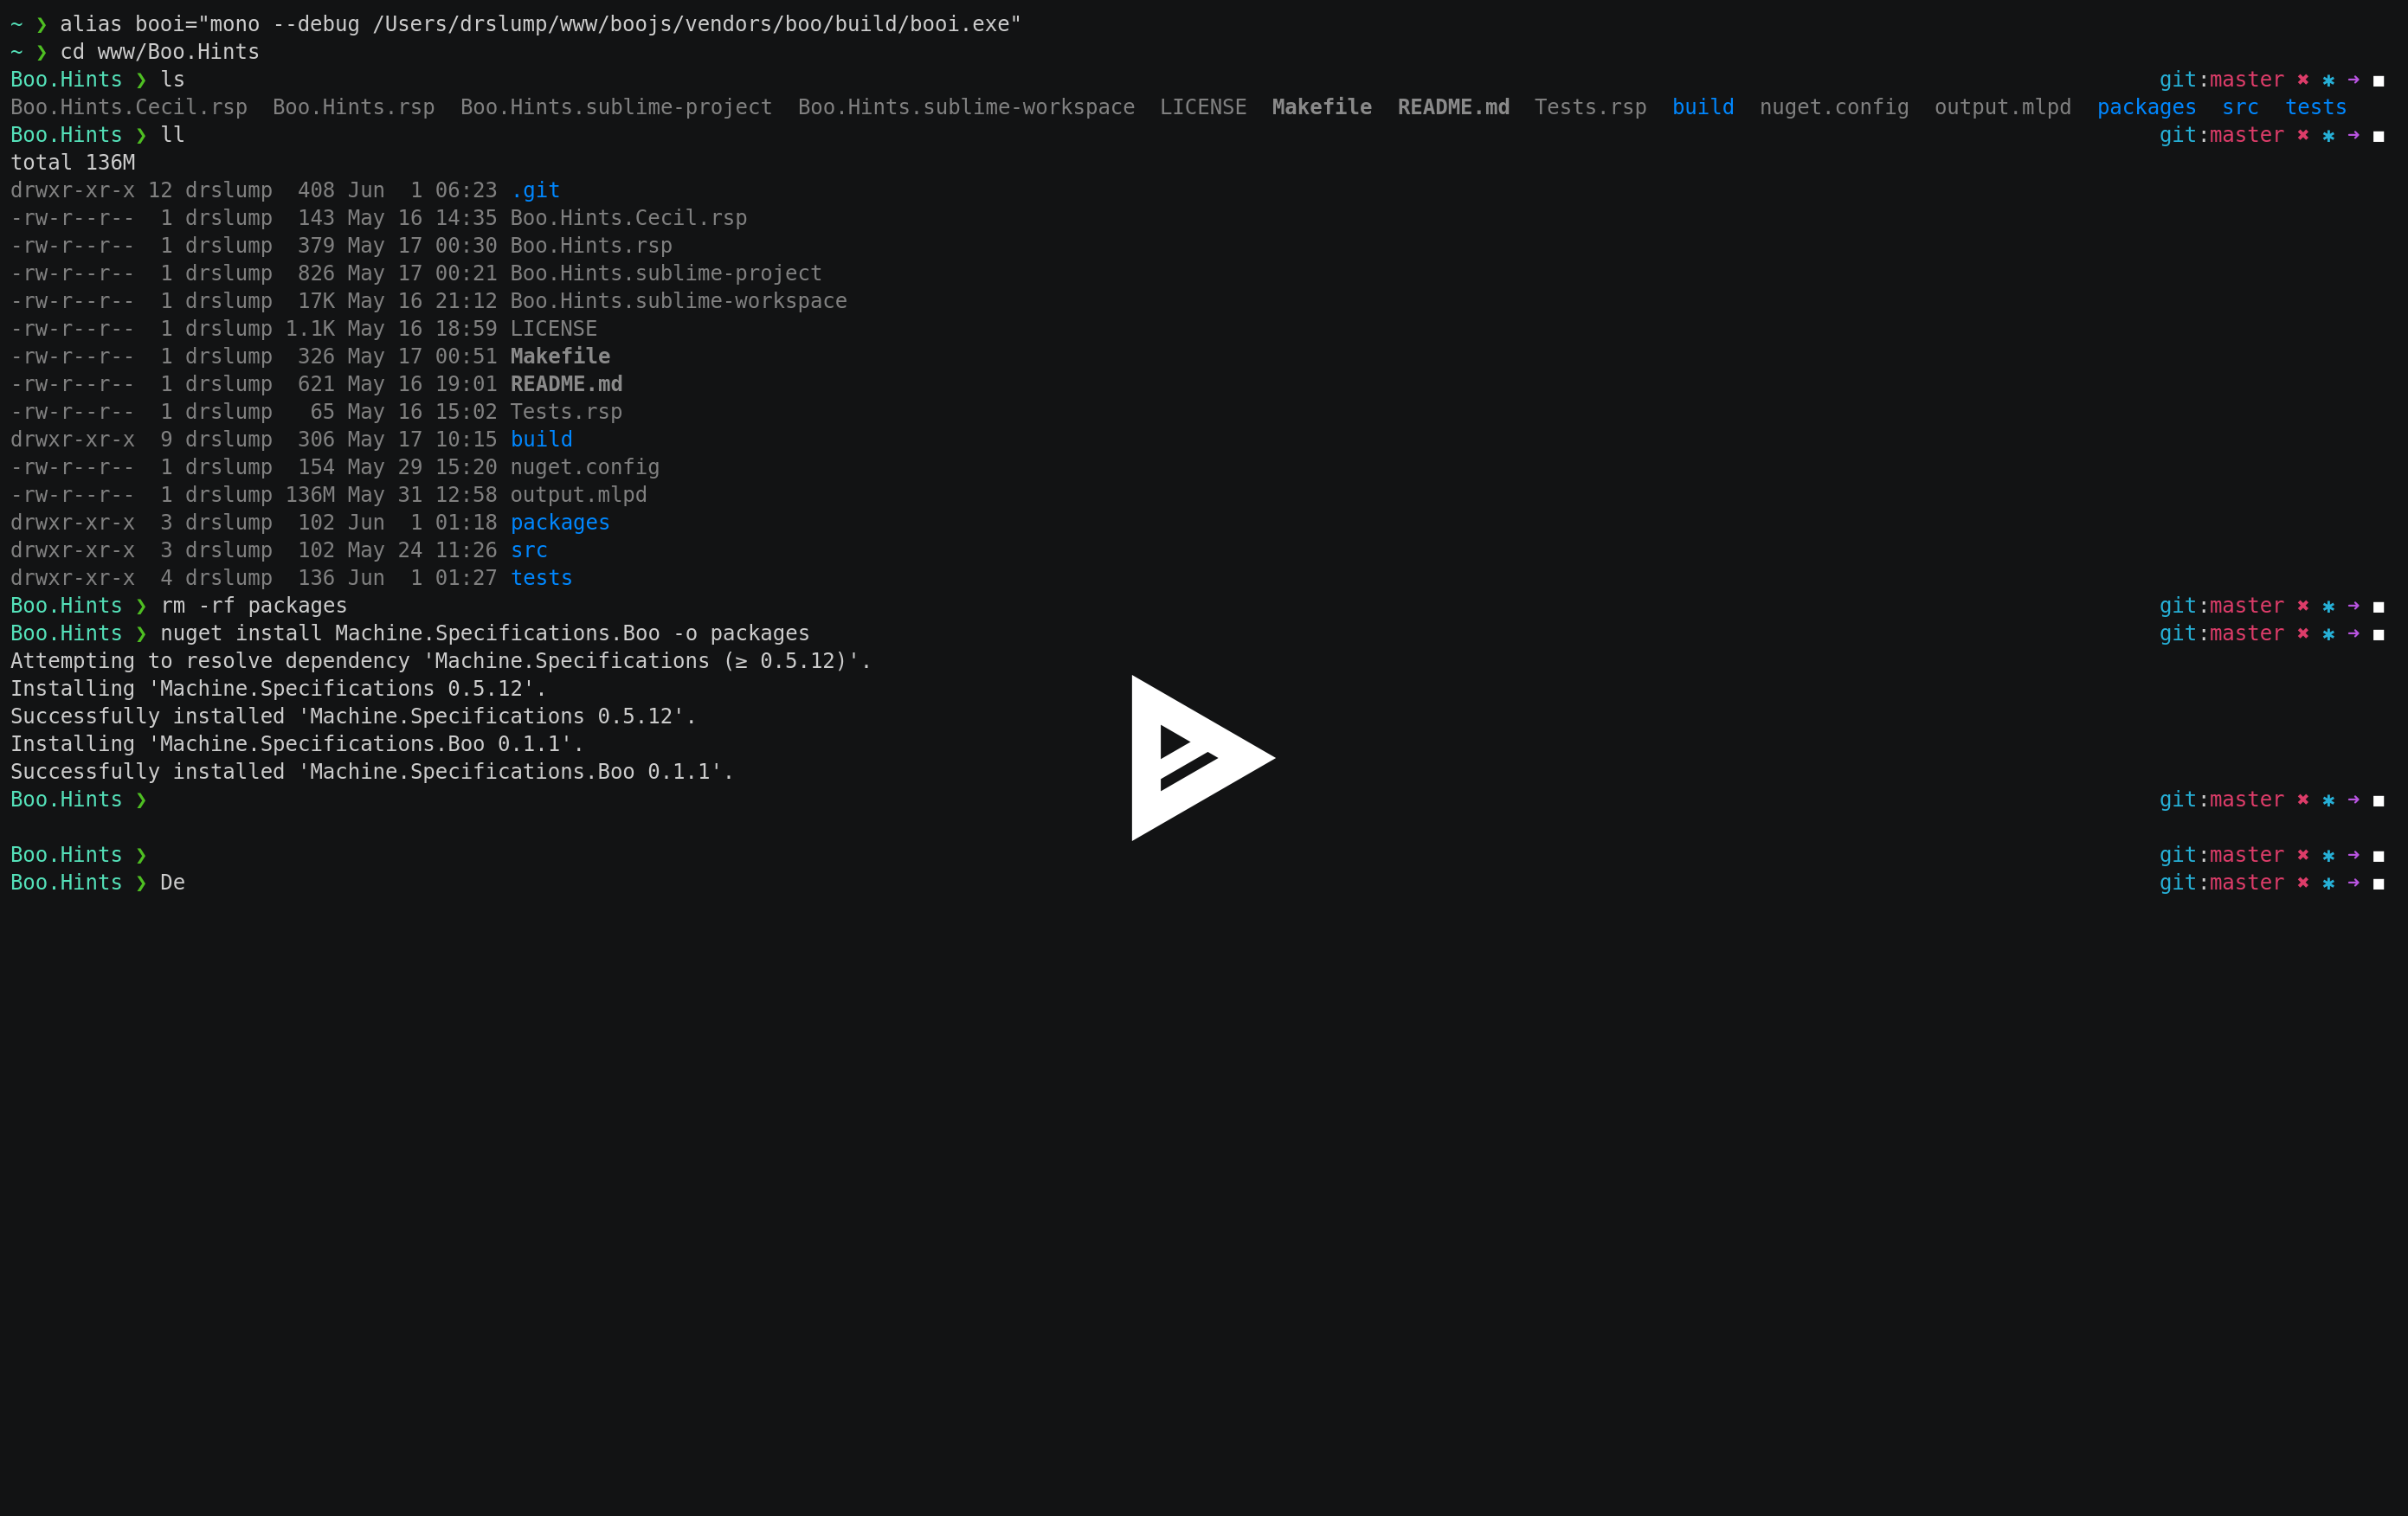 ~ ❯ alias booi="mono --debug /Users/drslump/www/boojs/vendors/boo/build/booi.exe"
~ ❯ cd www/Boo.Hints
Boo.Hints ❯ ls git:master ✖ ✱ ➜ ◼
Boo.Hints.Cecil.rsp  Boo.Hints.rsp  Boo.Hints.sublime-project  Boo.Hints.sublime-workspace  LICENSE  Makefile  README.md  Tests.rsp  build  nuget.config  output.mlpd  packages  src  tests
Boo.Hints ❯ ll git:master ✖ ✱ ➜ ◼
total 136M
drwxr-xr-x 12 drslump  408 Jun  1 06:23 .git
-rw-r--r--  1 drslump  143 May 16 14:35 Boo.Hints.Cecil.rsp
-rw-r--r--  1 drslump  379 May 17 00:30 Boo.Hints.rsp
-rw-r--r--  1 drslump  826 May 17 00:21 Boo.Hints.sublime-project
-rw-r--r--  1 drslump  17K May 16 21:12 Boo.Hints.sublime-workspace
-rw-r--r--  1 drslump 1.1K May 16 18:59 LICENSE
-rw-r--r--  1 drslump  326 May 17 00:51 Makefile
-rw-r--r--  1 drslump  621 May 16 19:01 README.md
-rw-r--r--  1 drslump   65 May 16 15:02 Tests.rsp
drwxr-xr-x  9 drslump  306 May 17 10:15 build
-rw-r--r--  1 drslump  154 May 29 15:20 nuget.config
-rw-r--r--  1 drslump 136M May 31 12:58 output.mlpd
drwxr-xr-x  3 drslump  102 Jun  1 01:18 packages
drwxr-xr-x  3 drslump  102 May 24 11:26 src
drwxr-xr-x  4 drslump  136 Jun  1 01:27 tests
Boo.Hints ❯ rm -rf packages git:master ✖ ✱ ➜ ◼
Boo.Hints ❯ nuget install Machine.Specifications.Boo -o packages git:master ✖ ✱ ➜ ◼
Attempting to resolve dependency 'Machine.Specifications (≥ 0.5.12)'.
Installing 'Machine.Specifications 0.5.12'.
Successfully installed 'Machine.Specifications 0.5.12'.
Installing 'Machine.Specifications.Boo 0.1.1'.
Successfully installed 'Machine.Specifications.Boo 0.1.1'.
Boo.Hints ❯ git:master ✖ ✱ ➜ ◼
Boo.Hints ❯ git:master ✖ ✱ ➜ ◼
Boo.Hints ❯ De git:master ✖ ✱ ➜ ◼